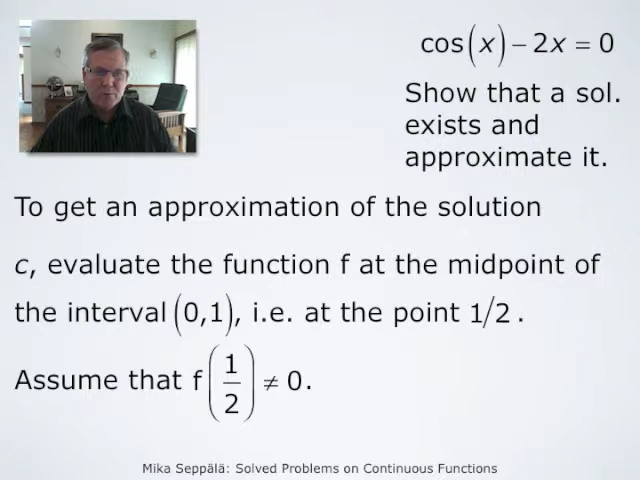 cos(x) − 2x = 0
Show that a sol.
exists and
approximate it.
To get an approximation of the solution
c, evaluate the function f at the midpoint of
the interval (0,1), i.e. at the point 1/2 .
Assume that f(1/2) ≠ 0.
Mika Seppälä: Solved Problems on Continuous Functions